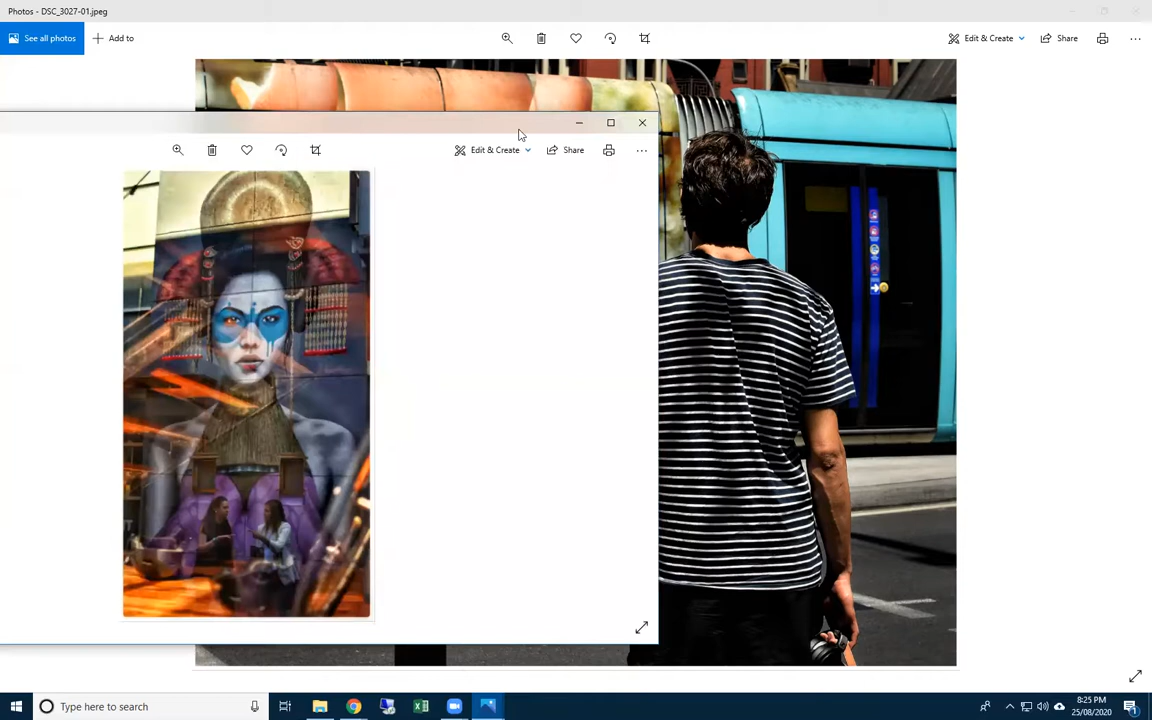 Photos - DSC_3027-01.jpeg
See all photos
Add to
Edit & Create
Share
Edit & Create
Share
Type here to search
8:25 PM
25/08/2020
1